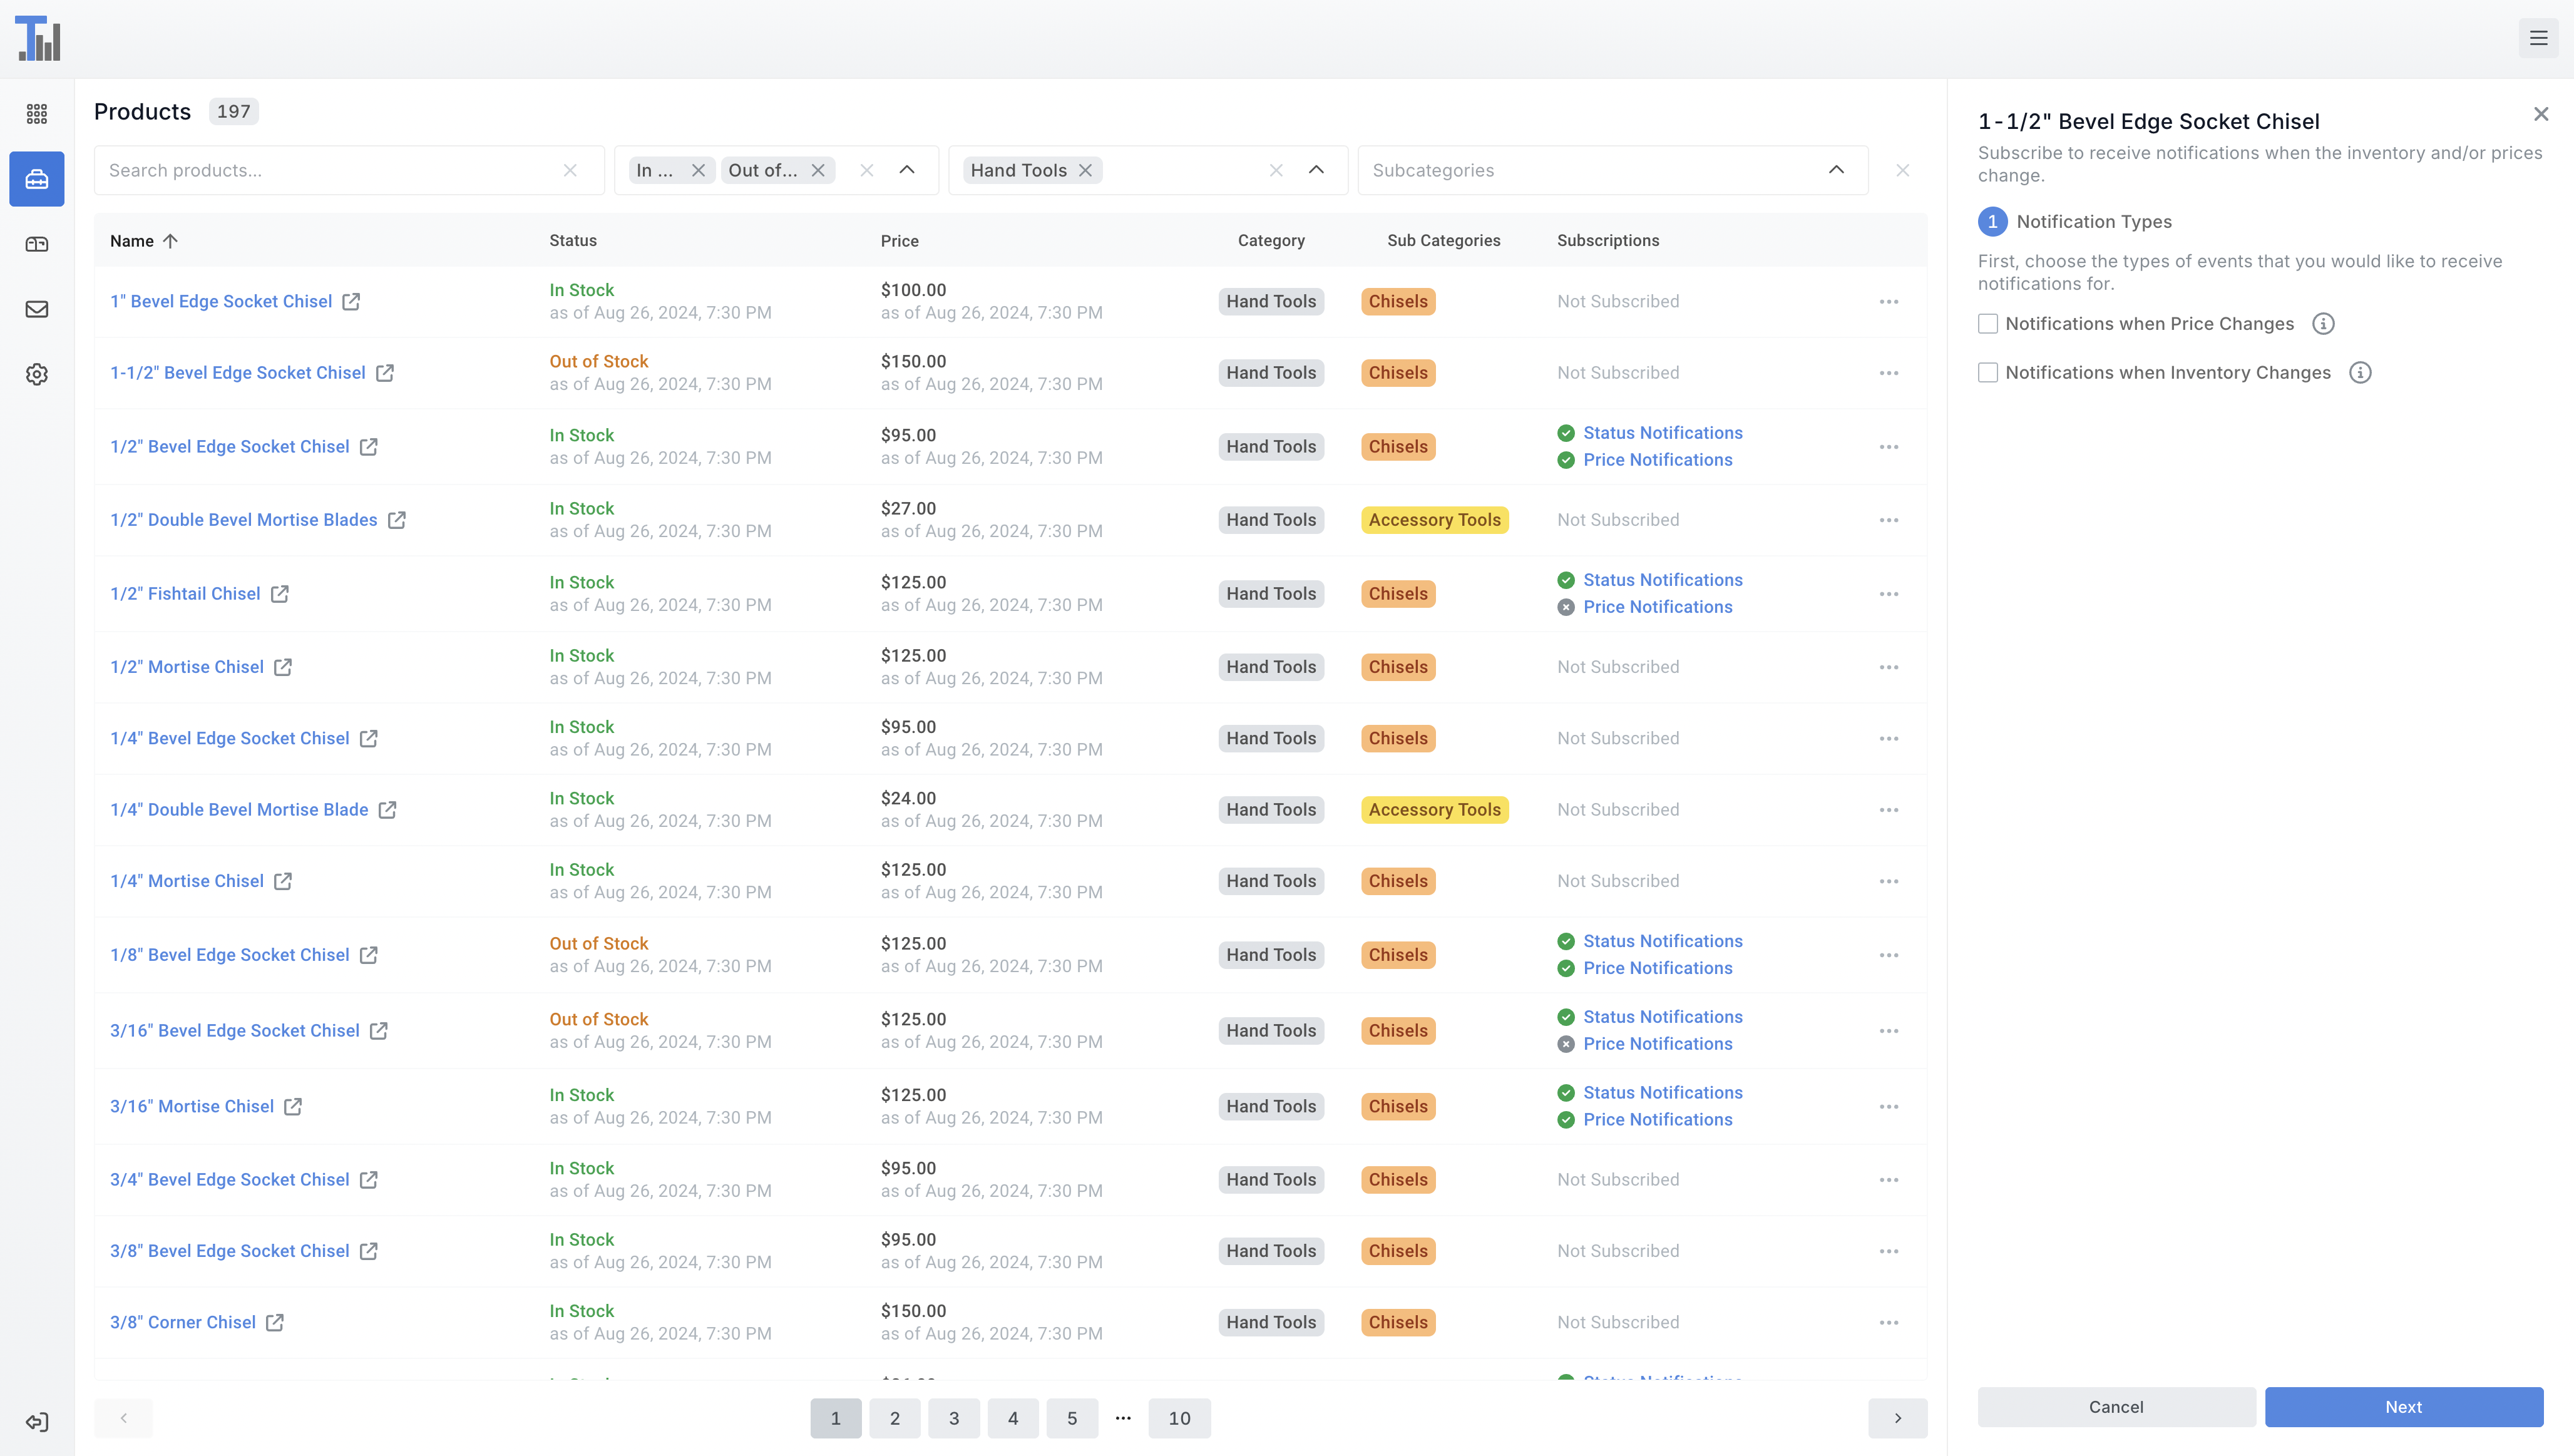 Products 197
Search products...
In ... Out of...
Hand Tools
Subcategories
Name Status Price Category Sub Categories Subscriptions
1" Bevel Edge Socket Chisel In Stock $100.00 Hand Tools Chisels Not Subscribed
as of Aug 26, 2024, 7:30 PM as of Aug 26, 2024, 7:30 PM
1-1/2" Bevel Edge Socket Chisel Out of Stock $150.00 Hand Tools Chisels Not Subscribed
as of Aug 26, 2024, 7:30 PM as of Aug 26, 2024, 7:30 PM
1/2" Bevel Edge Socket Chisel In Stock $95.00 Hand Tools Chisels Status Notifications
as of Aug 26, 2024, 7:30 PM as of Aug 26, 2024, 7:30 PM Price Notifications
1/2" Double Bevel Mortise Blades In Stock $27.00 Hand Tools Accessory Tools Not Subscribed
as of Aug 26, 2024, 7:30 PM as of Aug 26, 2024, 7:30 PM
1/2" Fishtail Chisel In Stock $125.00 Hand Tools Chisels Status Notifications
as of Aug 26, 2024, 7:30 PM as of Aug 26, 2024, 7:30 PM Price Notifications
1/2" Mortise Chisel In Stock $125.00 Hand Tools Chisels Not Subscribed
as of Aug 26, 2024, 7:30 PM as of Aug 26, 2024, 7:30 PM
1/4" Bevel Edge Socket Chisel In Stock $95.00 Hand Tools Chisels Not Subscribed
as of Aug 26, 2024, 7:30 PM as of Aug 26, 2024, 7:30 PM
1/4" Double Bevel Mortise Blade In Stock $24.00 Hand Tools Accessory Tools Not Subscribed
as of Aug 26, 2024, 7:30 PM as of Aug 26, 2024, 7:30 PM
1/4" Mortise Chisel In Stock $125.00 Hand Tools Chisels Not Subscribed
as of Aug 26, 2024, 7:30 PM as of Aug 26, 2024, 7:30 PM
1/8" Bevel Edge Socket Chisel Out of Stock $125.00 Hand Tools Chisels Status Notifications
as of Aug 26, 2024, 7:30 PM as of Aug 26, 2024, 7:30 PM Price Notifications
3/16" Bevel Edge Socket Chisel Out of Stock $125.00 Hand Tools Chisels Status Notifications
as of Aug 26, 2024, 7:30 PM as of Aug 26, 2024, 7:30 PM Price Notifications
3/16" Mortise Chisel In Stock $125.00 Hand Tools Chisels Status Notifications
as of Aug 26, 2024, 7:30 PM as of Aug 26, 2024, 7:30 PM Price Notifications
3/4" Bevel Edge Socket Chisel In Stock $95.00 Hand Tools Chisels Not Subscribed
as of Aug 26, 2024, 7:30 PM as of Aug 26, 2024, 7:30 PM
3/8" Bevel Edge Socket Chisel In Stock $95.00 Hand Tools Chisels Not Subscribed
as of Aug 26, 2024, 7:30 PM as of Aug 26, 2024, 7:30 PM
3/8" Corner Chisel In Stock $150.00 Hand Tools Chisels Not Subscribed
as of Aug 26, 2024, 7:30 PM as of Aug 26, 2024, 7:30 PM
1 2 3 4 5 ... 10
1-1/2" Bevel Edge Socket Chisel
Subscribe to receive notifications when the inventory and/or prices
change.
1 Notification Types
First, choose the types of events that you would like to receive
notifications for.
Notifications when Price Changes
Notifications when Inventory Changes
Cancel Next